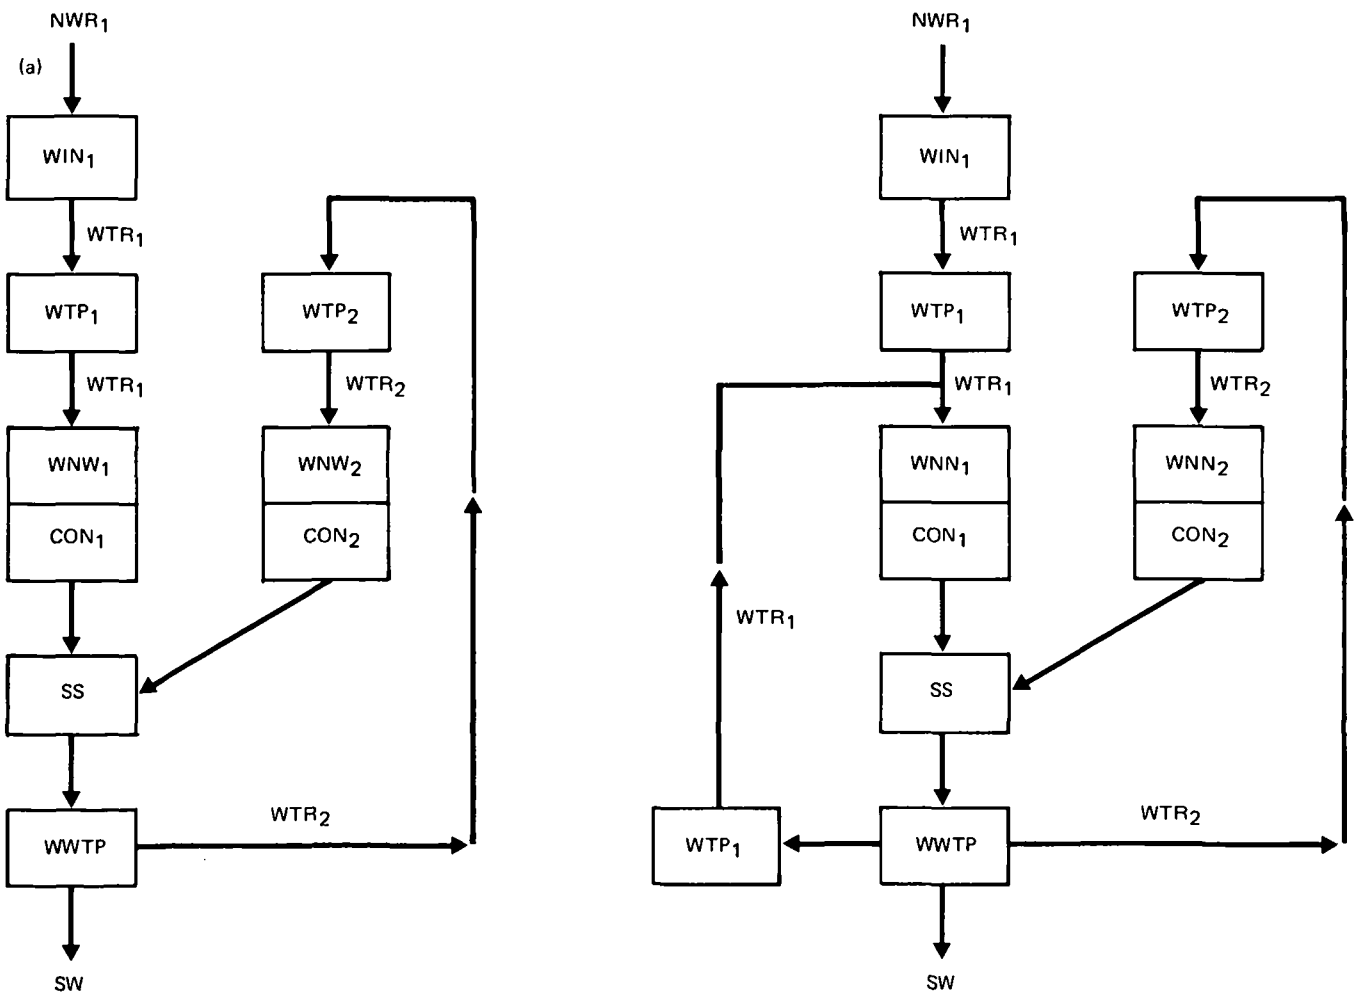 NWR1
(a)
WIN1
WTR1
WTP1
WTP2
WTR1
WTR2
WNW1
WNW2
CON1
CON2
SS
WTR2
WWTP
SW
NWR1
WIN1
WTR1
WTP1
WTP2
WTR1
WTR2
WNN1
WNN2
CON1
CON2
WTR1
SS
WTR2
WTP1
WWTP
SW